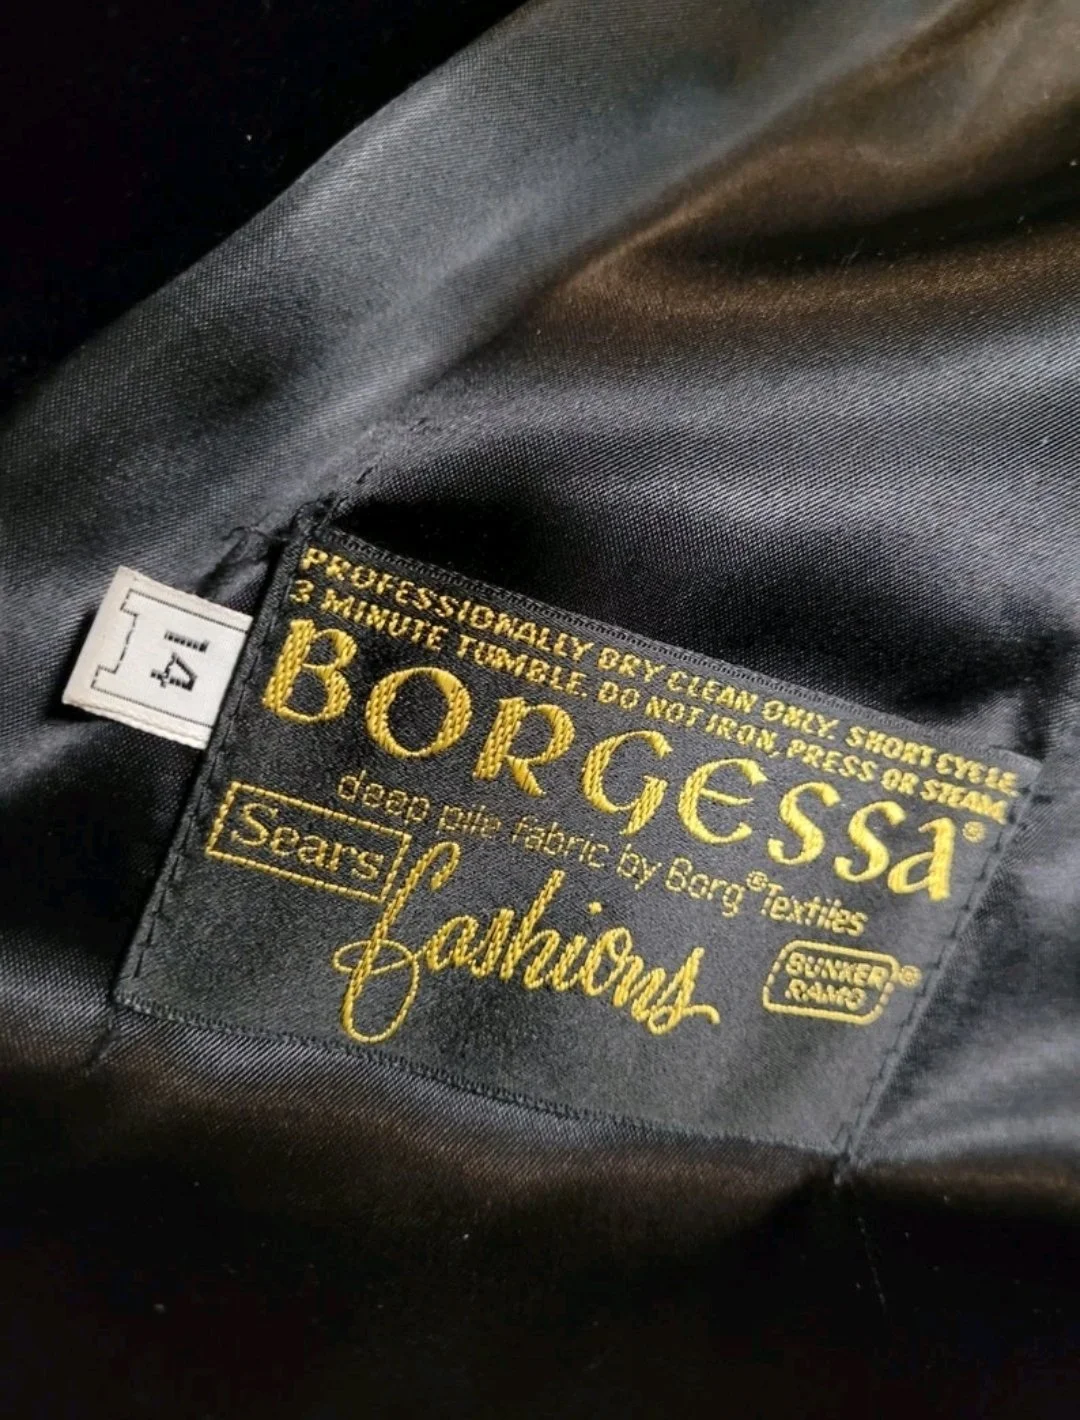 PROFESSIONALLY DRY CLEAN ONLY. SHORT CYCLE
3 MINUTE TUMBLE. DO NOT IRON, PRESS OR STEAM.
BORGESSA®
deep pile fabric by Borg® Textiles
Sears
fashions
BUNKER ®
RAMO
14